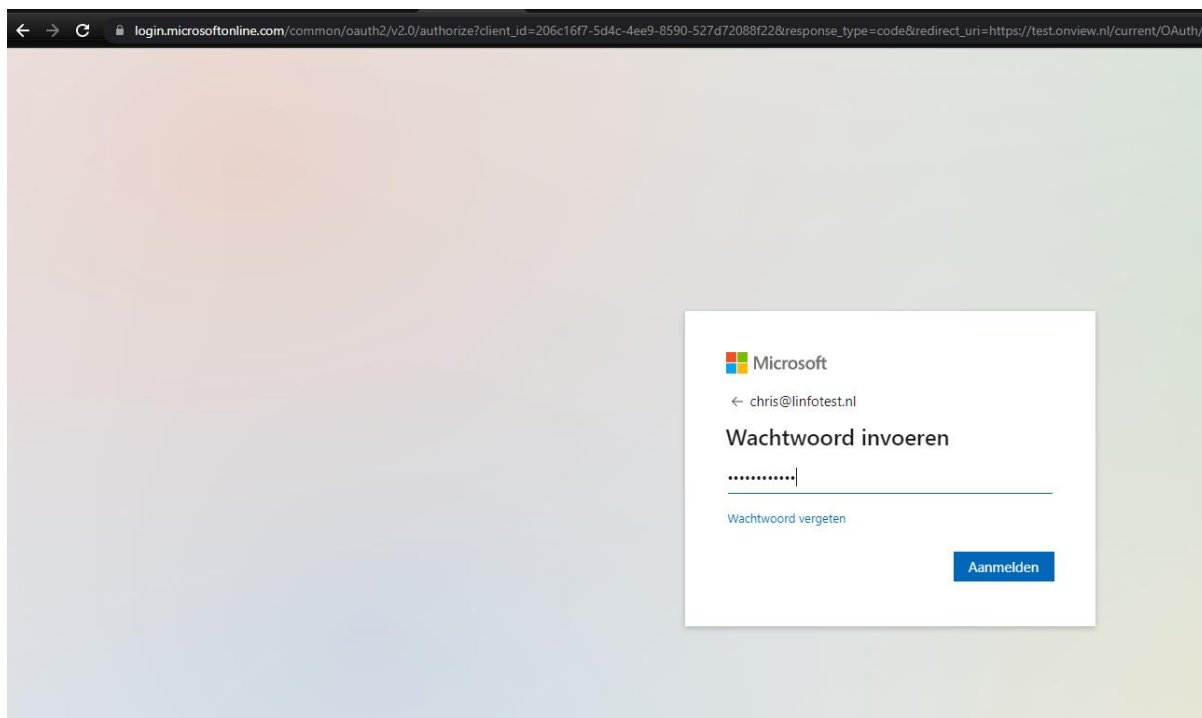 login.microsoftonline.com/common/oauth2/v2.0/authorize?client_id=206c16f7-5d4c-4ee9-8590-527d72088f22&response_type=code&redirect_uri=https://test.onview.nl/current/OAuth/
Microsoft
← chris@linfotest.nl
Wachtwoord invoeren
••••••••••••
Wachtwoord vergeten
Aanmelden